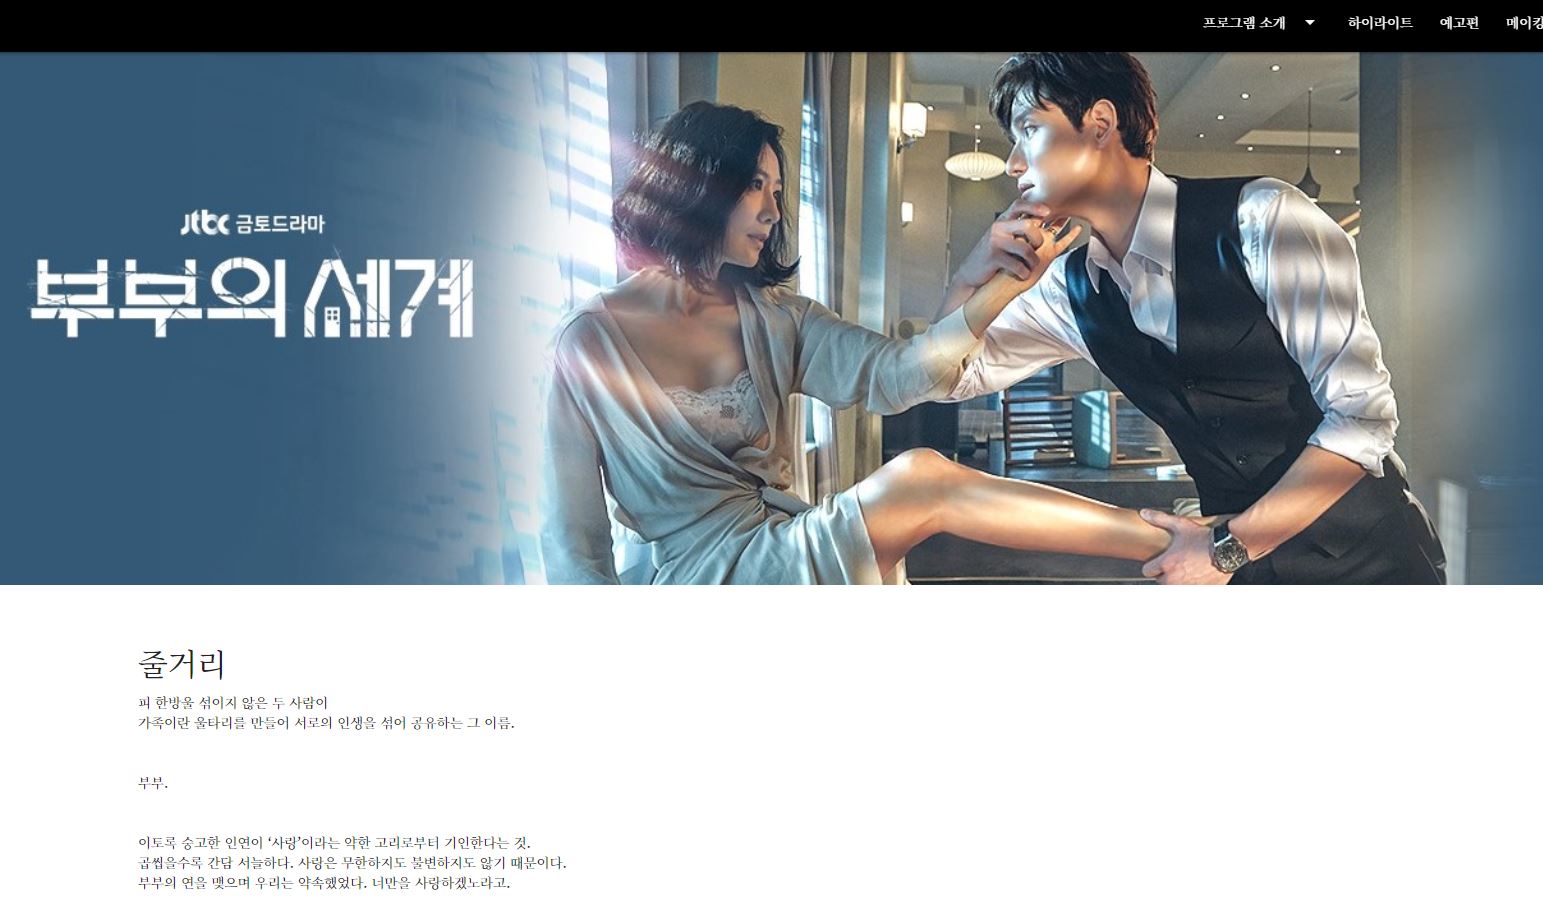 프로그램 소개
하이라이트
예고편
메이킹
JTBC 금토드라마
부부의 세계
줄거리
피 한방울 섞이지 않은 두 사람이
가족이란 울타리를 만들어 서로의 인생을 섞어 공유하는 그 이름.
부부.
이토록 숭고한 인연이 ‘사랑’이라는 약한 고리로부터 기인한다는 것.
곱씹을수록 간담 서늘하다. 사랑은 무한하지도 불변하지도 않기 때문이다.
부부의 연을 맺으며 우리는 약속했었다. 너만을 사랑하겠노라고.